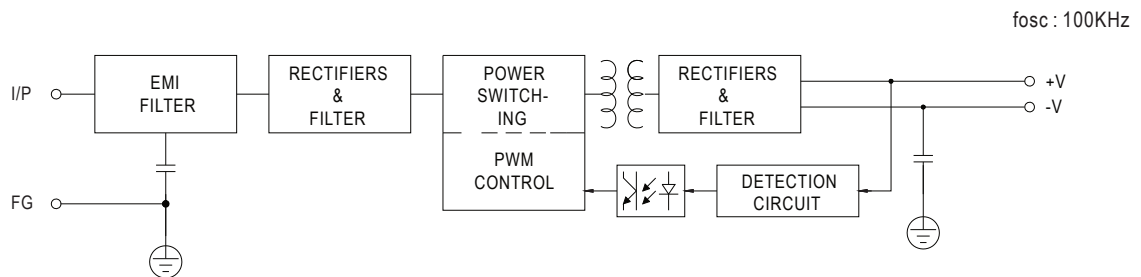 fosc : 100KHz
I/P
EMI
FILTER
RECTIFIERS
&
FILTER
POWER
SWITCH-
ING
PWM
CONTROL
RECTIFIERS
&
FILTER
+V
-V
DETECTION
CIRCUIT
FG